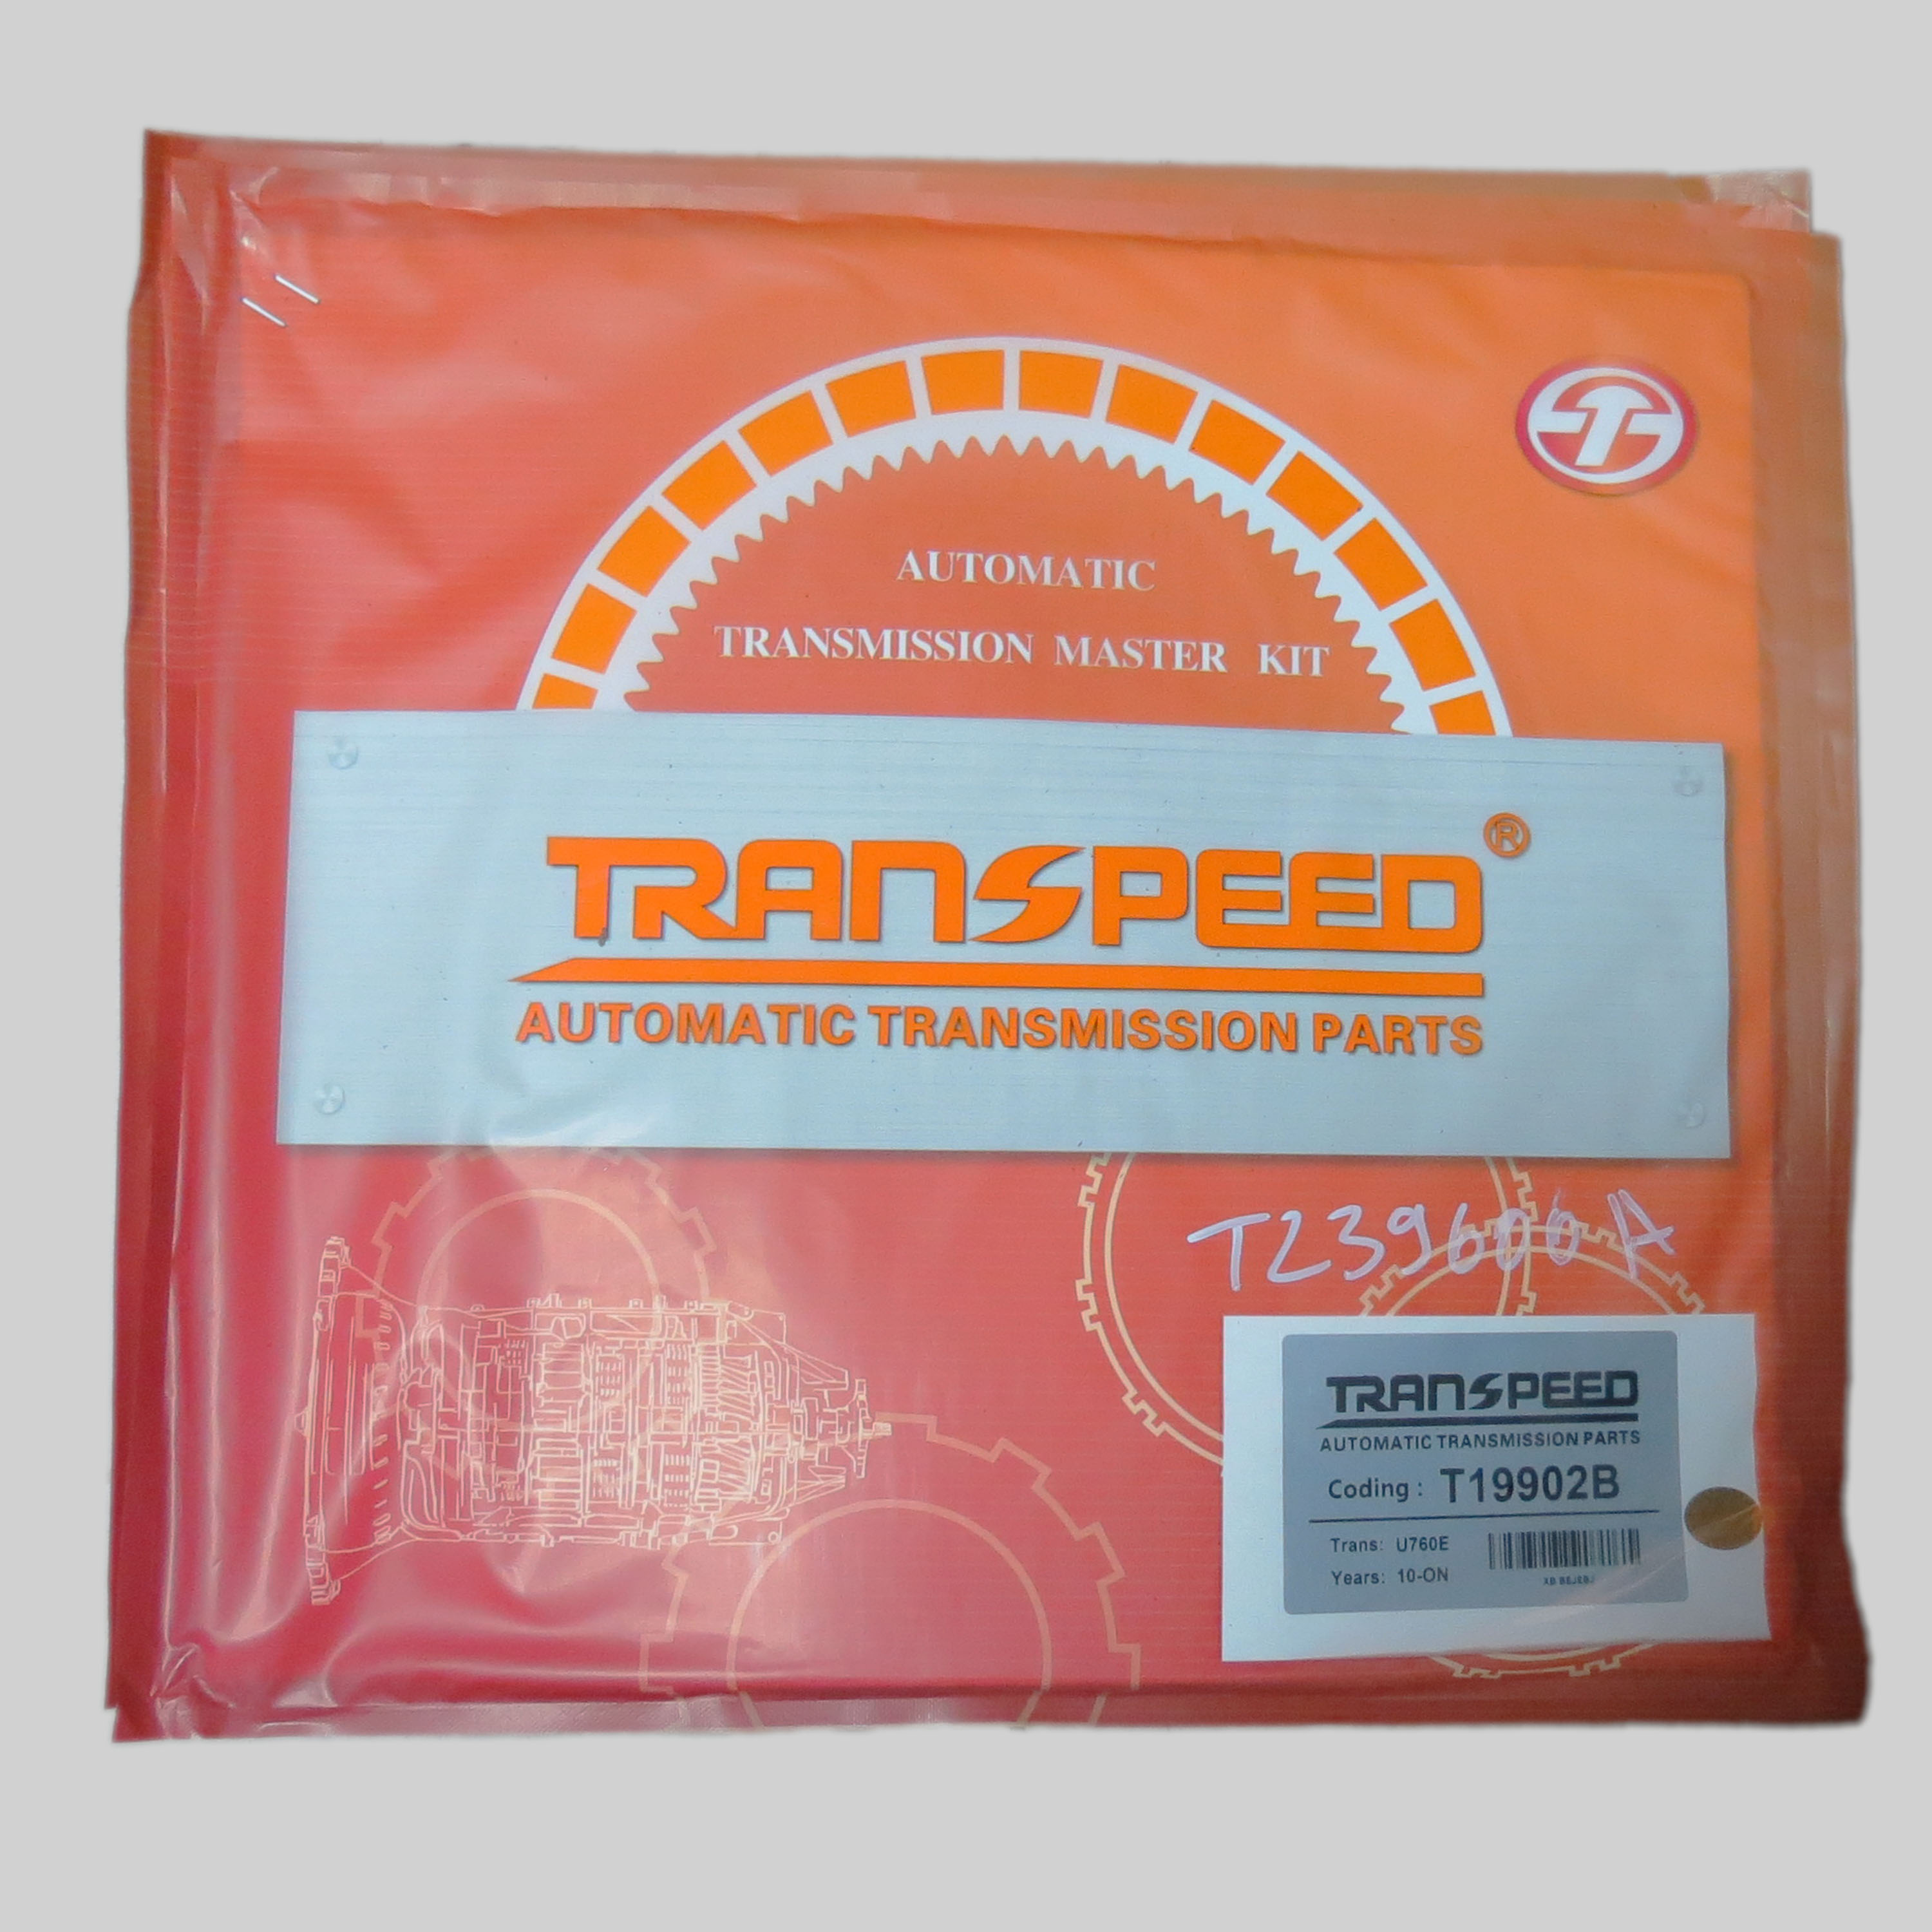 AUTOMATIC
TRANSMISSION MASTER KIT
TRANSPEED®
AUTOMATIC TRANSMISSION PARTS
T239606A
TRANSPEED
AUTOMATIC TRANSMISSION PARTS
Coding : T19902B
Trans: U760E
Years: 10-ON